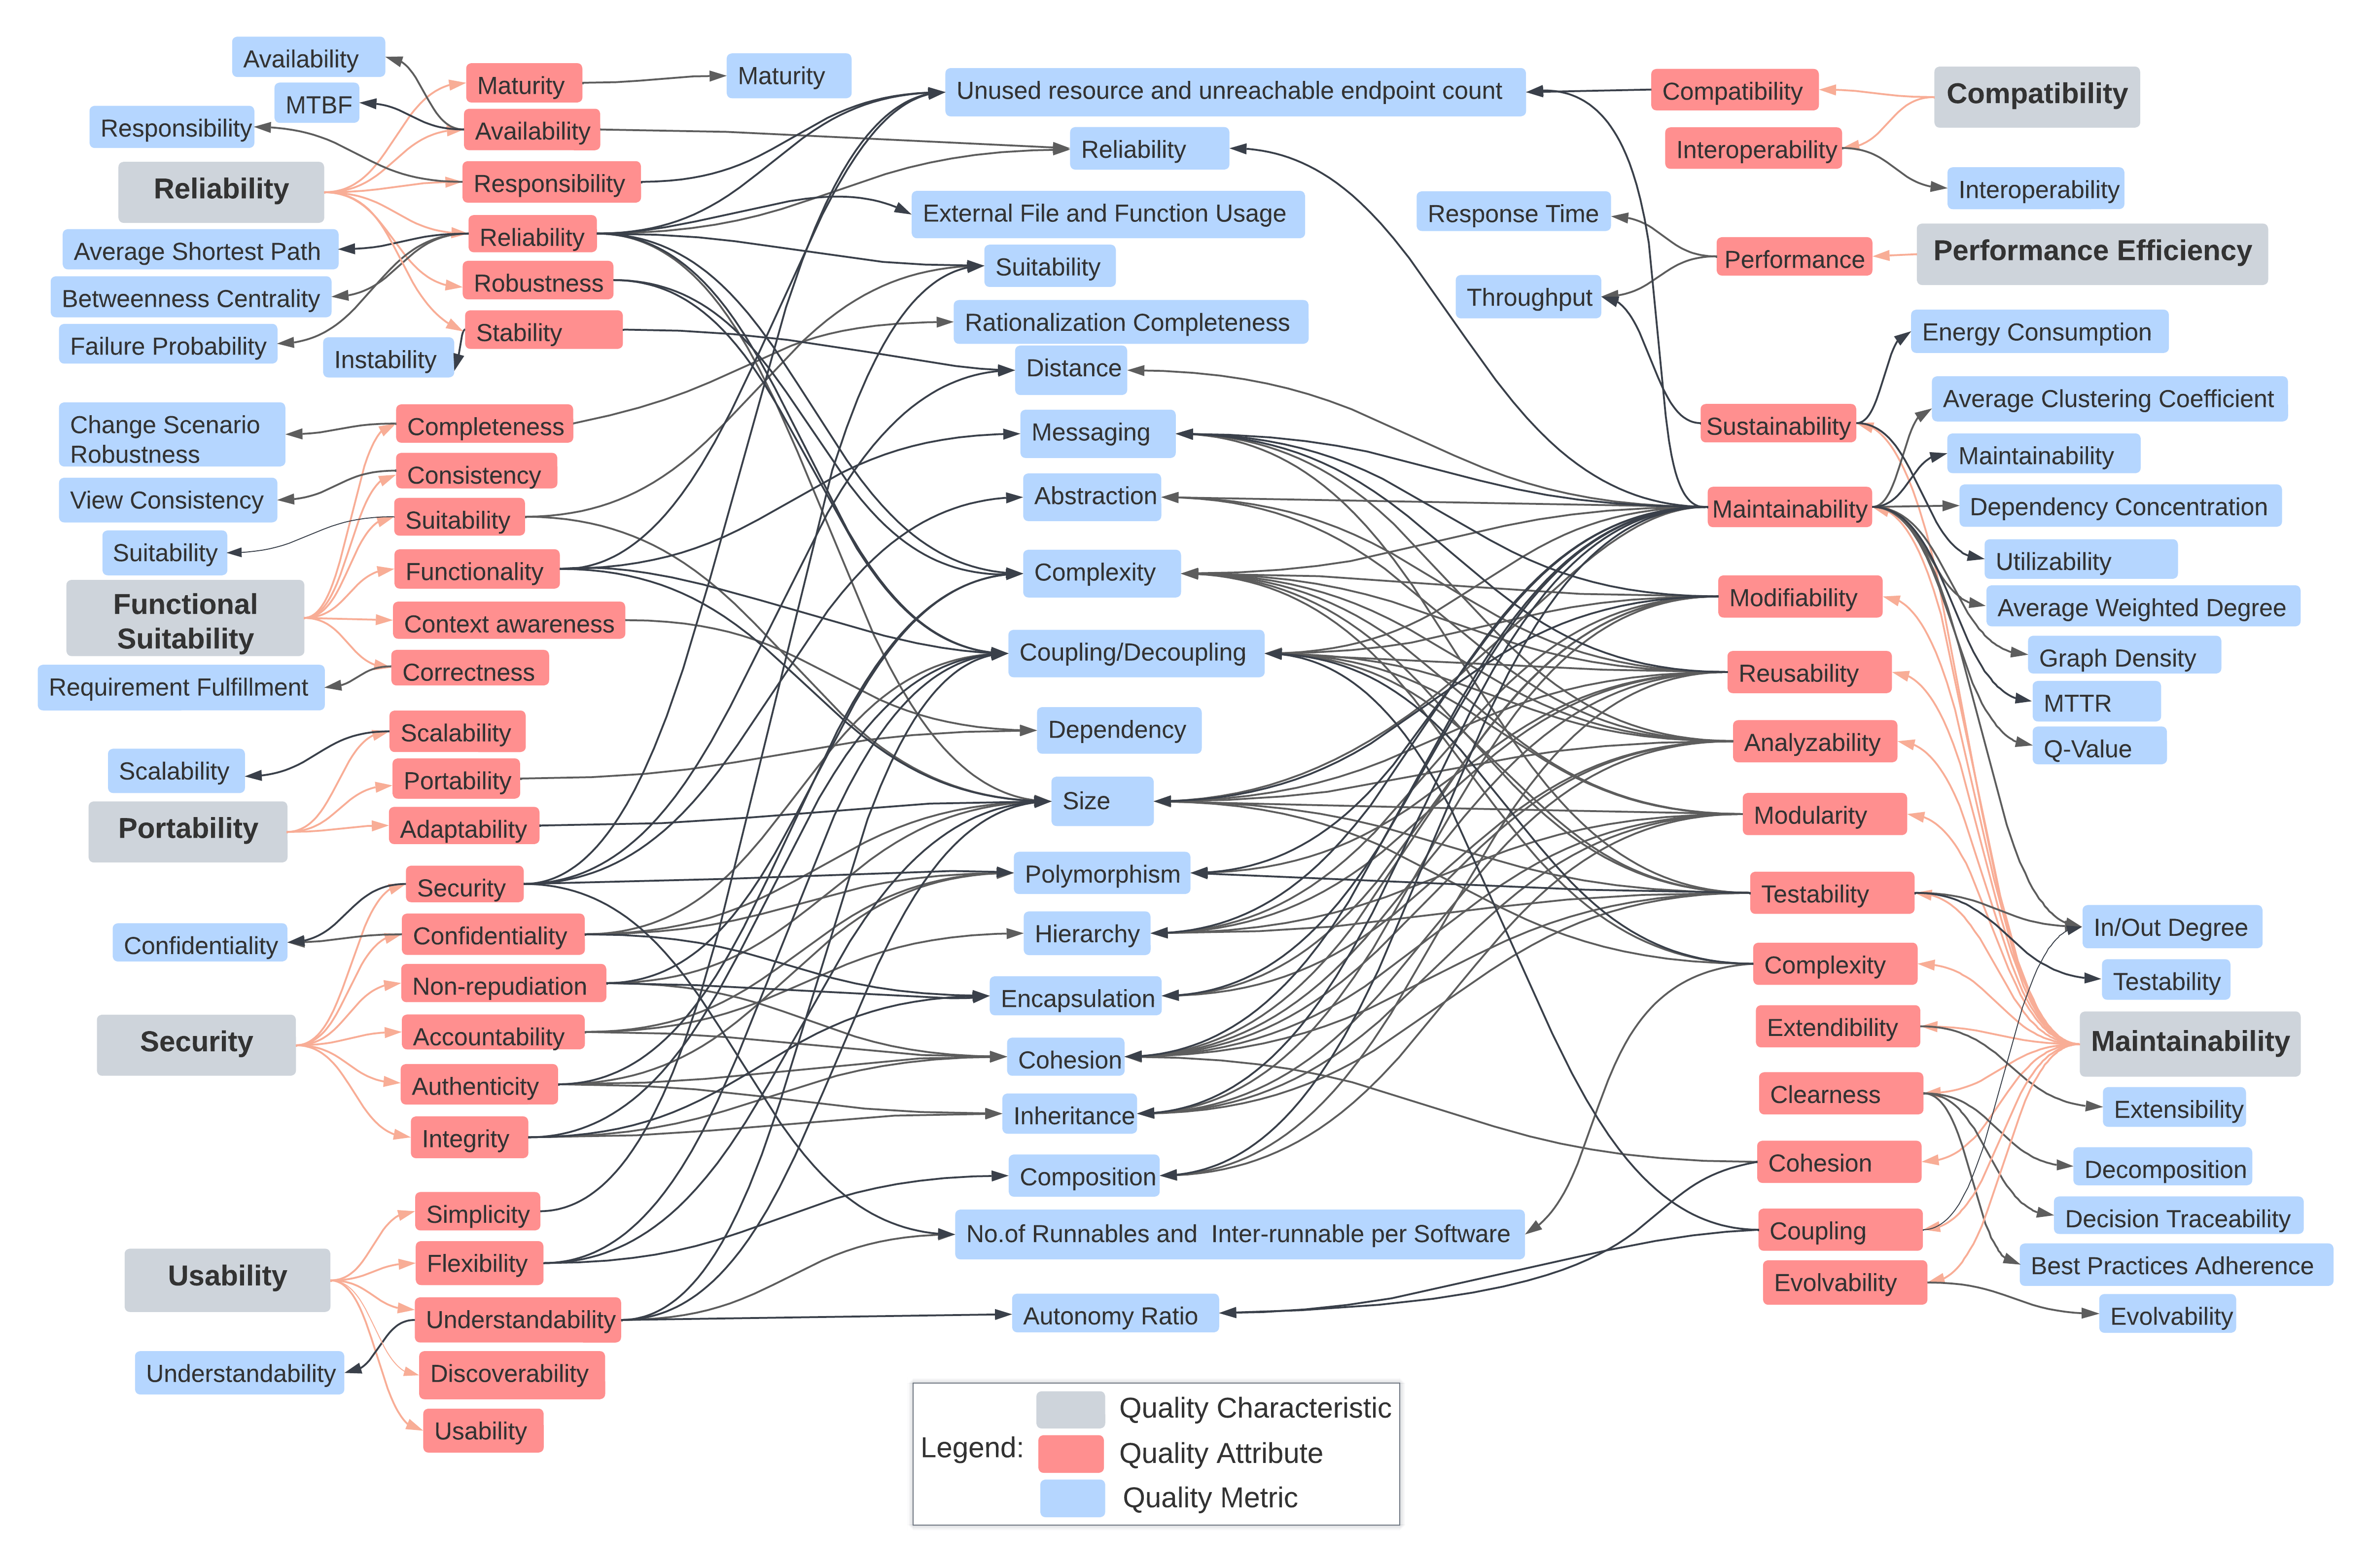 Availability
MTBF
Responsibility
Reliability
Average Shortest Path
Betweenness Centrality
Failure Probability
Instability
Change Scenario
Robustness
View Consistency
Suitability
Functional
Suitability
Requirement Fulfillment
Scalability
Portability
Confidentiality
Security
Usability
Understandability
Maturity
Availability
Responsibility
Reliability
Robustness
Stability
Completeness
Consistency
Suitability
Functionality
Context awareness
Correctness
Scalability
Portability
Adaptability
Security
Confidentiality
Non-repudiation
Accountability
Authenticity
Integrity
Simplicity
Flexibility
Understandability
Discoverability
Usability
Maturity
Unused resource and unreachable endpoint count
Reliability
External File and Function Usage
Suitability
Rationalization Completeness
Distance
Messaging
Abstraction
Complexity
Coupling/Decoupling
Dependency
Size
Polymorphism
Hierarchy
Encapsulation
Cohesion
Inheritance
Composition
No.of Runnables and Inter-runnable per Software
Autonomy Ratio
Response Time
Throughput
Compatibility
Interoperability
Performance
Sustainability
Maintainability
Modifiability
Reusability
Analyzability
Modularity
Testability
Complexity
Extendibility
Clearness
Cohesion
Coupling
Evolvability
Compatibility
Interoperability
Performance Efficiency
Energy Consumption
Average Clustering Coefficient
Maintainability
Dependency Concentration
Utilizability
Average Weighted Degree
Graph Density
MTTR
Q-Value
In/Out Degree
Testability
Maintainability
Extensibility
Decomposition
Decision Traceability
Best Practices Adherence
Evolvability
Legend:
Quality Characteristic
Quality Attribute
Quality Metric